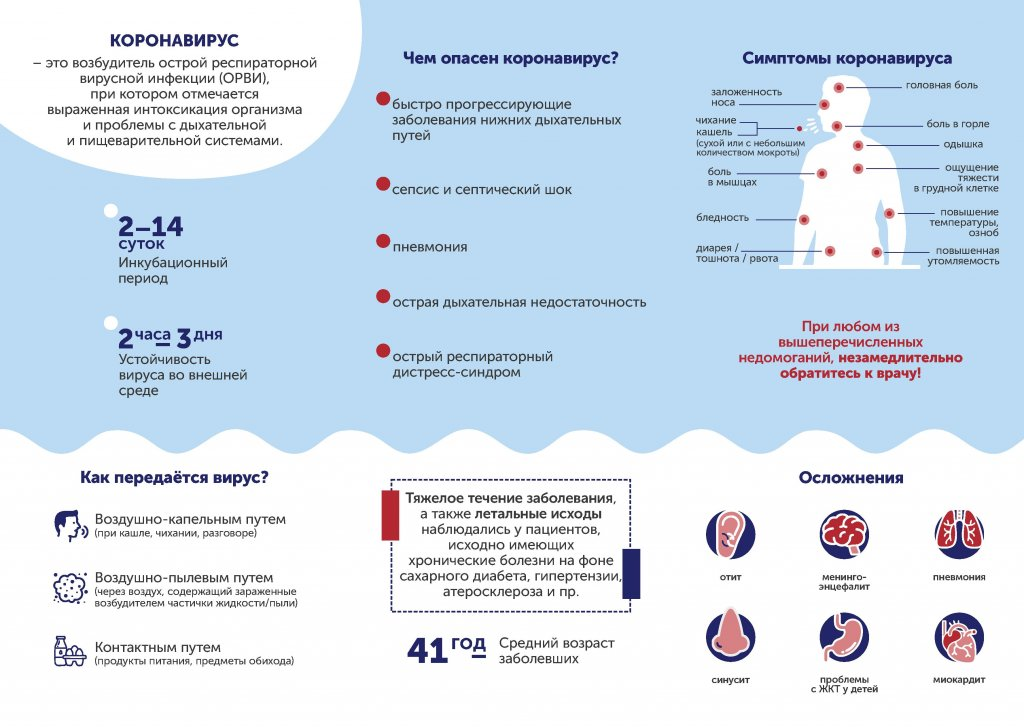 КОРОНАВИРУС
– это возбудитель острой респираторной
вирусной инфекции (ОРВИ),
при котором отмечается
выраженная интоксикация организма
и проблемы с дыхательной
и пищеварительной системами.
2–14
суток
Инкубационный
период
2 часа – 3 дня
Устойчивость
вируса во внешней
среде
Чем опасен коронавирус?
быстро прогрессирующие
заболевания нижних дыхательных
путей
сепсис и септический шок
пневмония
острая дыхательная недостаточность
острый респираторный
дистресс-синдром
Симптомы коронавируса
заложенность
носа
чихание
кашель
(сухой или с небольшим
количеством мокроты)
боль
в мышцах
бледность
диарея /
тошнота / рвота
головная боль
боль в горле
одышка
ощущение
тяжести
в грудной клетке
повышение
температуры,
озноб
повышенная
утомляемость
При любом из
вышеперечисленных
недомоганий, незамедлительно
обратитесь к врачу!
Как передаётся вирус?
Воздушно-капельным путем
(при кашле, чихании, разговоре)
Воздушно-пылевым путем
(через воздух, содержащий зараженные
возбудителем частички жидкости/пыли)
Контактным путем
(продукты питания, предметы обихода)
Тяжелое течение заболевания,
а также летальные исходы
наблюдались у пациентов,
исходно имеющих
хронические болезни на фоне
сахарного диабета, гипертензии,
атеросклероза и пр.
41 год
Средний возраст
заболевших
Осложнения
отит
менинго-
энцефалит
пневмония
синусит
проблемы
с ЖКТ у детей
миокардит